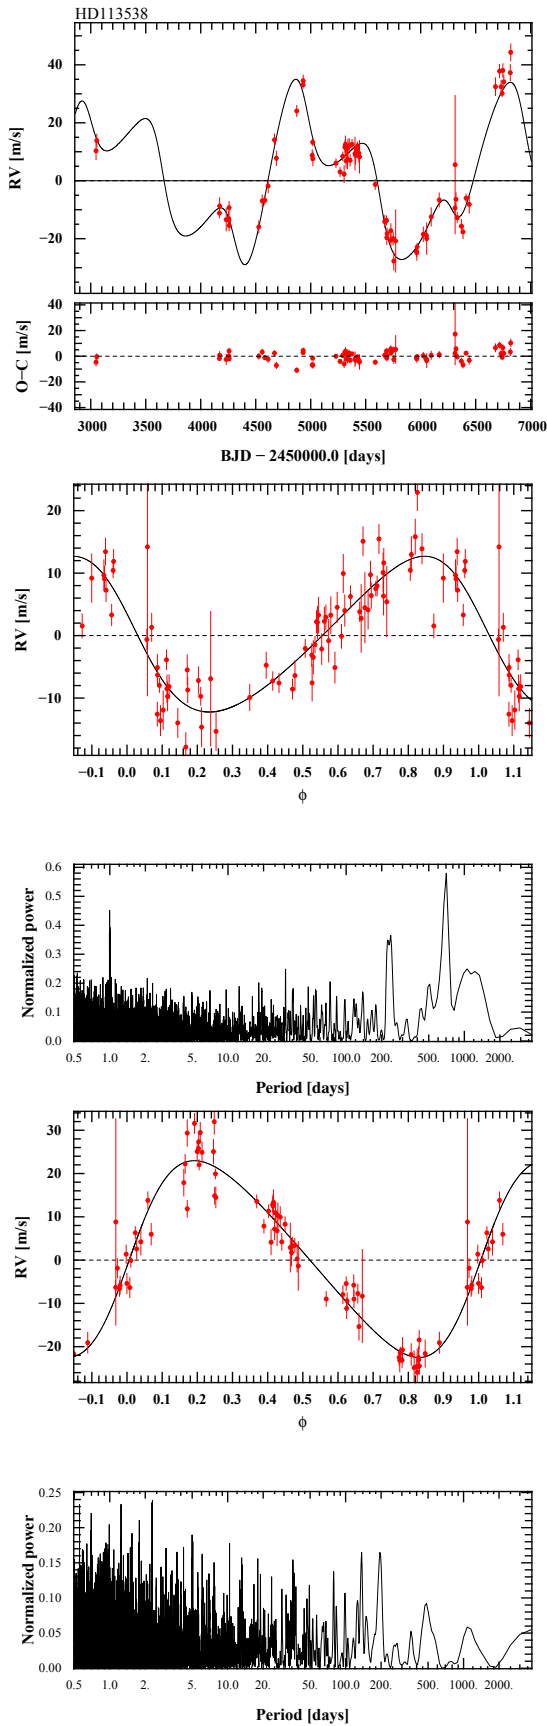 HD113538
40
20
0
−20
RV [m/s]
40
20
0
−20
−40
O−C [m/s]
3000 3500 4000 4500 5000 5500 6000 6500 7000
BJD − 2450000.0 [days]
20
10
0
−10
RV [m/s]
−0.1 0.0 0.1 0.2 0.3 0.4 0.5 0.6 0.7 0.8 0.9 1.0 1.1
ϕ
0.6
0.5
0.4
0.3
0.2
0.1
0.0
Normalized power
0.5 1.0 2. 5. 10.0 20. 50. 100.0 200. 500. 1000. 2000.
Period [days]
30
20
10
0
−10
−20
RV [m/s]
−0.1 0.0 0.1 0.2 0.3 0.4 0.5 0.6 0.7 0.8 0.9 1.0 1.1
ϕ
0.25
0.20
0.15
0.10
0.05
0.00
Normalized power
0.5 1.0 2. 5. 10.0 20. 50. 100.0 200. 500. 1000. 2000.
Period [days]